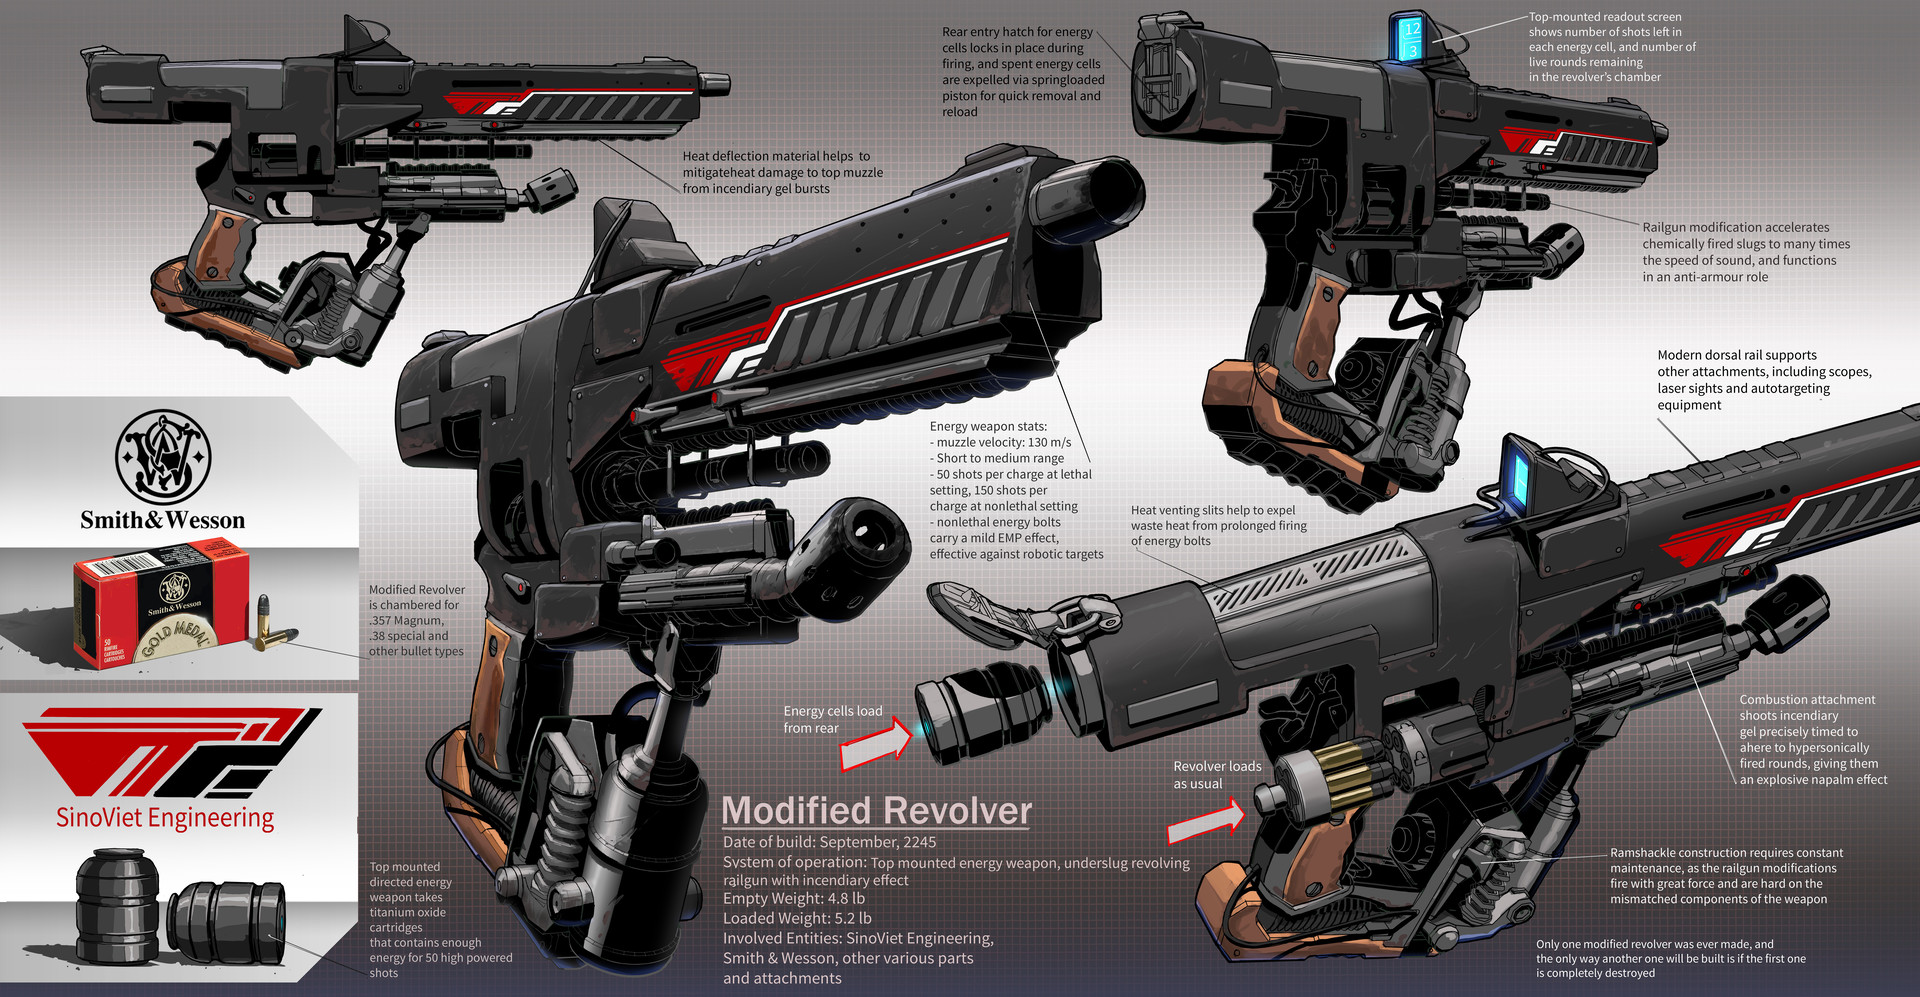 Rear entry hatch for energy
cells locks in place during
firing, and spent energy cells
are expelled via springloaded
piston for quick removal and
reload
12
3
Top-mounted readout screen
shows number of shots left in
each energy cell, and number of
live rounds remaining
in the revolver's chamber
Heat deflection material helps to
mitigateheat damage to top muzzle
from incendiary gel bursts
Railgun modification accelerates
chemically fired slugs to many times
the speed of sound, and functions
in an anti-armour role
Modern dorsal rail supports
other attachments, including scopes,
laser sights and autotargeting
equipment
Energy weapon stats:
- muzzle velocity: 130 m/s
- Short to medium range
- 50 shots per charge at lethal
setting, 150 shots per
charge at nonlethal setting
- nonlethal energy bolts
carry a mild EMP effect,
effective against robotic targets
Heat venting slits help to expel
waste heat from prolonged firing
of energy bolts
Smith&Wesson
Smith&Wesson
GOLD MEDAL
50
RIMFIRE
CARTRIDGES
CARTOUCHES
Modified Revolver
is chambered for
.357 Magnum,
.38 special and
other bullet types
Energy cells load
from rear
Revolver loads
as usual
Combustion attachment
shoots incendiary
gel precisely timed to
ahere to hypersonically
fired rounds, giving them
an explosive napalm effect
SinoViet Engineering
Top mounted
directed energy
weapon takes
titanium oxide
cartridges
that contains enough
energy for 50 high powered
shots
Modified Revolver
Date of build: September, 2245
System of operation: Top mounted energy weapon, underslug revolving
railgun with incendiary effect
Empty Weight: 4.8 lb
Loaded Weight: 5.2 lb
Involved Entities: SinoViet Engineering,
Smith & Wesson, other various parts
and attachments
Ramshackle construction requires constant
maintenance, as the railgun modifications
fire with great force and are hard on the
mismatched components of the weapon
Only one modified revolver was ever made, and
the only way another one will be built is if the first one
is completely destroyed